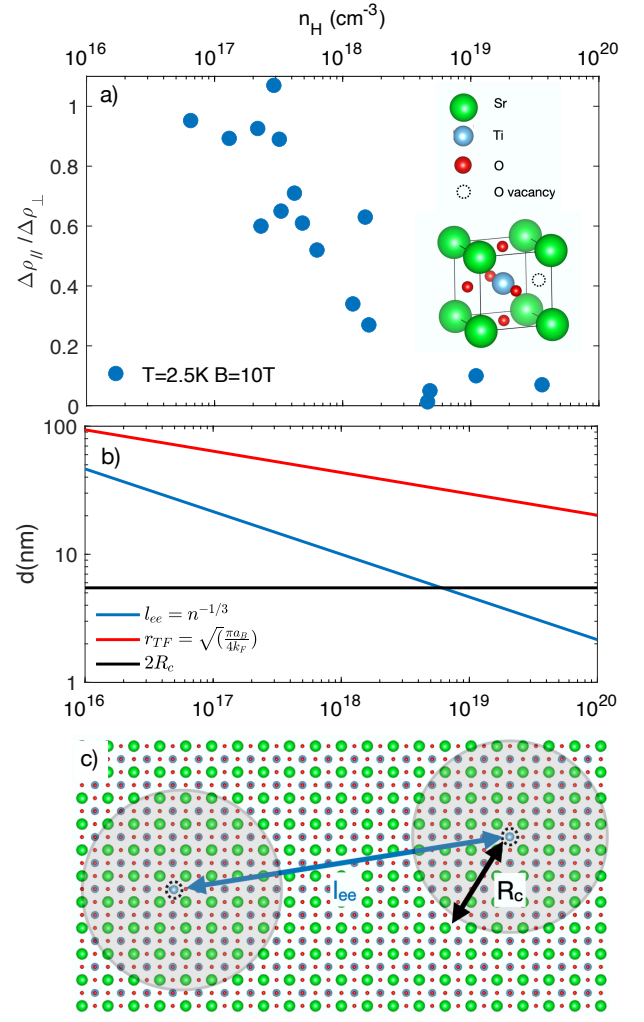 n_H (cm^-3)
10^16 10^17 10^18 10^19 10^20
a)
Sr
Ti
O
O vacancy
Δρ_// /Δρ_⊥
1
0.8
0.6
0.4
0.2
0
T=2.5K B=10T
b)
d(nm)
100
10
1
l_ee = n^-1/3
r_TF = √(πa_B/4k_F)
2R_c
10^16 10^17 10^18 10^19 10^20
c)
l_ee
R_c